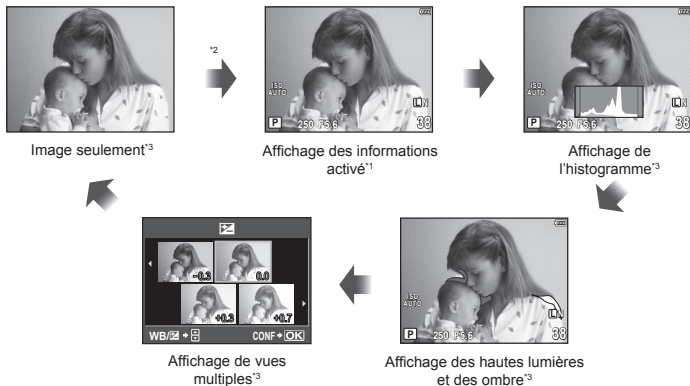 *2
ISO
AUTO
L N
P 250 F5.6 38
ISO
AUTO
L N
P 250 F5.6 38
Image seulement*3
Affichage des informations
activé*1
Affichage de
l'histogramme*3
-0.3 0.0
+0.3 +0.7
WB/ CONF OK
ISO
AUTO
L N
P 250 F5.6 38
Affichage de vues
multiples*3
Affichage des hautes lumières
et des ombre*3